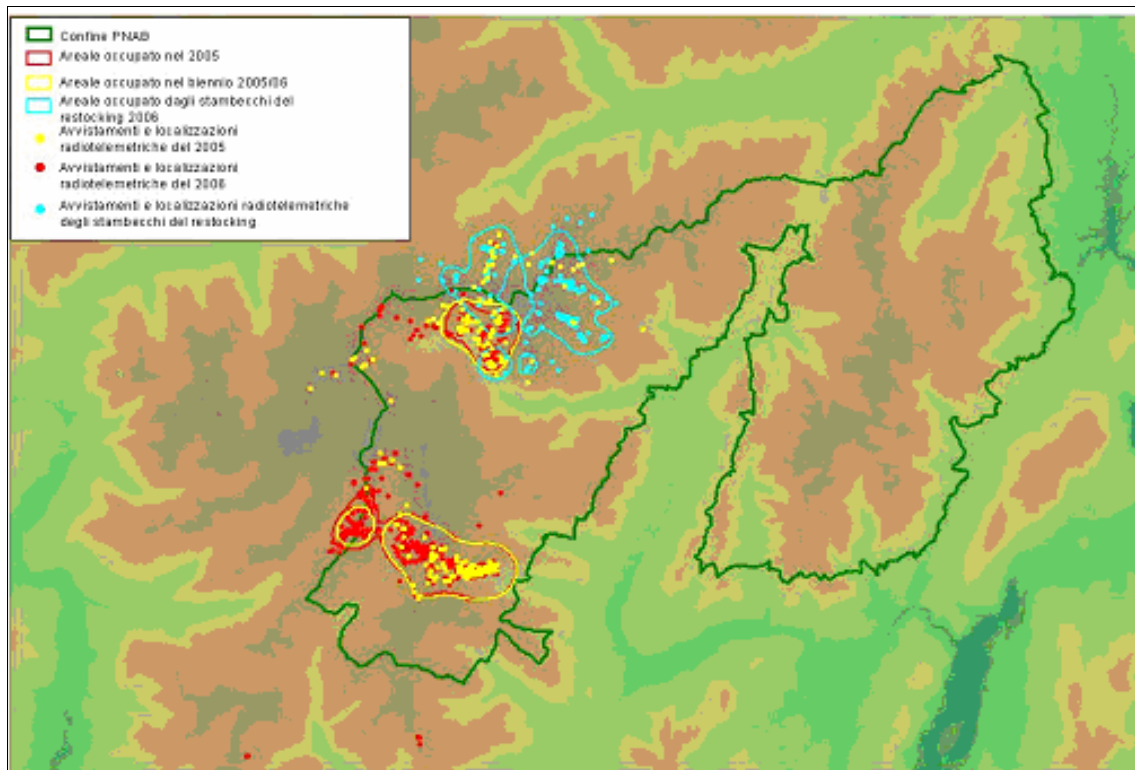 Confine PNAB
Areale occupato nel 2005
Areale occupato nel biennio 2005/06
Areale occupato dagli stambecchi del
restocking 2006
Avvistamenti e localizzazioni
radiotelemetriche del 2005
Avvistamenti e localizzazioni
radiotelemetriche del 2006
Avvistamenti e localizzazioni radiotelemetriche
degli stambecchi del restocking